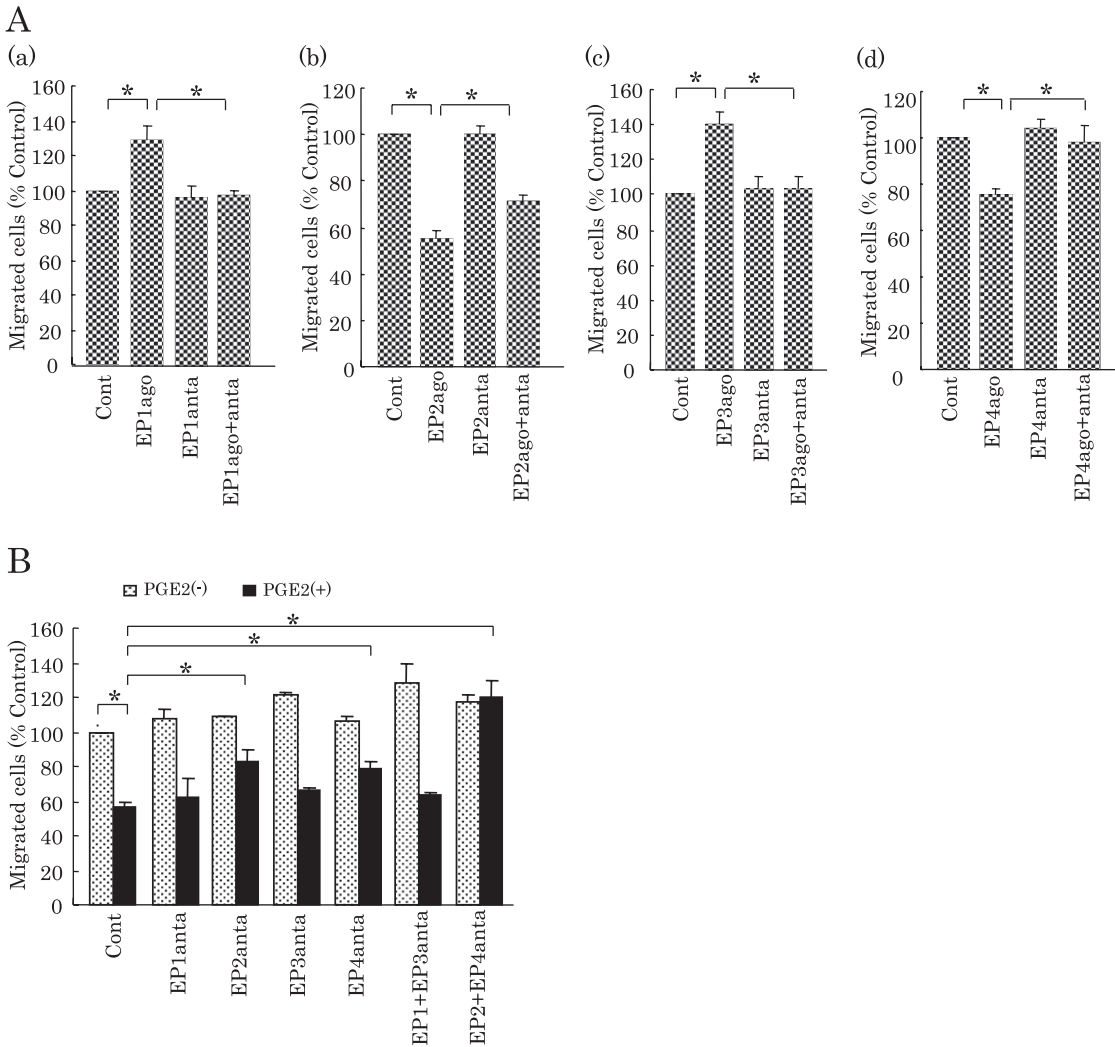 A
(a)
Migrated cells (% Control)
160
140
120
100
80
60
40
20
0
*
*
Cont
EP1ago
EP1anta
EP1ago+anta
(b)
Migrated cells (% Control)
120
100
80
60
40
20
0
*
*
Cont
EP2ago
EP2anta
EP2ago+anta
(c)
Migrated cells (% Control)
160
140
120
100
80
60
40
20
0
*
*
Cont
EP3ago
EP3anta
EP3ago+anta
(d)
Migrated cells (% Control)
120
100
80
60
40
20
0
*
*
Cont
EP4ago
EP4anta
EP4ago+anta
B
PGE2(-) PGE2(+)
Migrated cells (% Control)
160
140
120
100
80
60
40
20
0
*
*
*
*
Cont
EP1anta
EP2anta
EP3anta
EP4anta
EP1+EP3anta
EP2+EP4anta